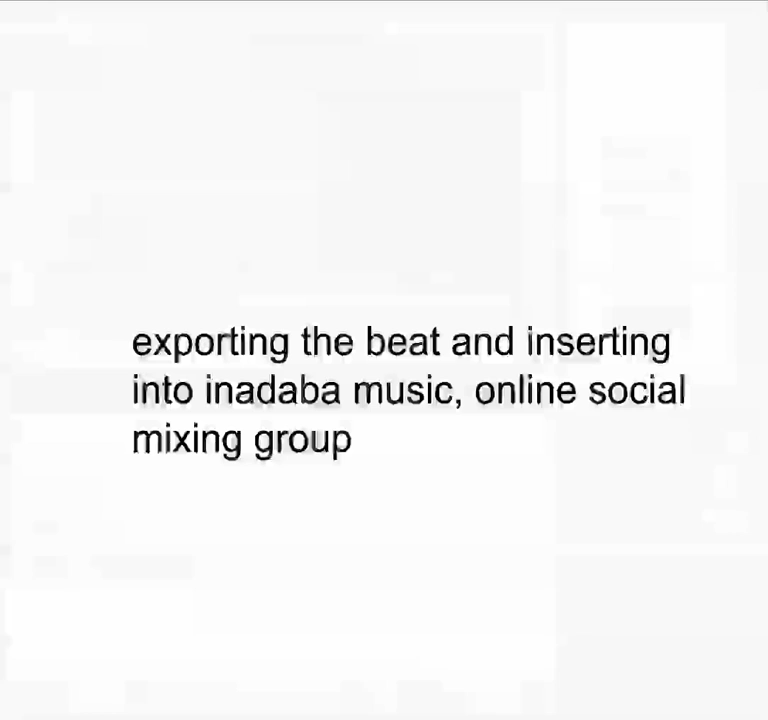 exporting the beat and inserting
into inadaba music, online social
mixing group